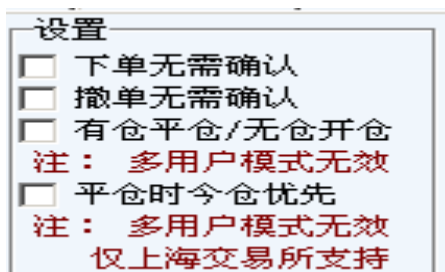 设置
下单无需确认
撤单无需确认
有仓平仓/无仓开仓
注： 多用户模式无效
平仓时今仓优先
注： 多用户模式无效
仅上海交易所支持